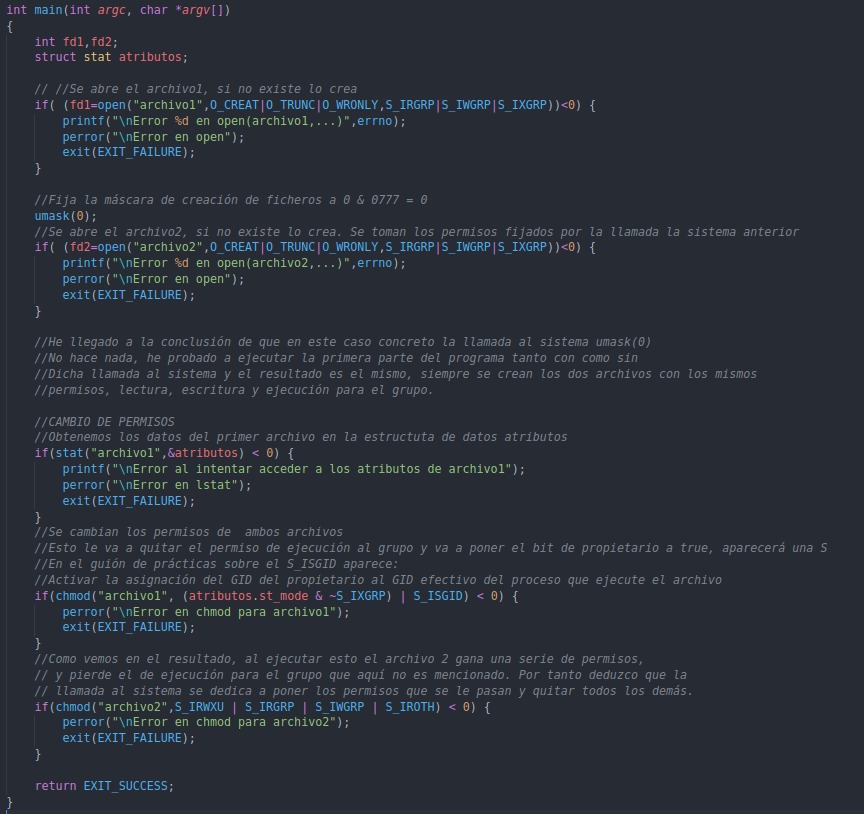 int main(int argc, char *argv[])
{
    int fd1,fd2;
    struct stat atributos;

    // //Se abre el archivo1, si no existe lo crea
    if( (fd1=open("archivo1",O_CREAT|O_TRUNC|O_WRONLY,S_IRGRP|S_IWGRP|S_IXGRP))<0) {
        printf("\nError %d en open(archivo1,...)",errno);
        perror("\nError en open");
        exit(EXIT_FAILURE);
    }

    //Fija la máscara de creación de ficheros a 0 & 0777 = 0
    umask(0);
    //Se abre el archivo2, si no existe lo crea. Se toman los permisos fijados por la llamada la sistema anterior
    if( (fd2=open("archivo2",O_CREAT|O_TRUNC|O_WRONLY,S_IRGRP|S_IWGRP|S_IXGRP))<0) {
        printf("\nError %d en open(archivo2,...)",errno);
        perror("\nError en open");
        exit(EXIT_FAILURE);
    }

    //He llegado a la conclusión de que en este caso concreto la llamada al sistema umask(0)
    //No hace nada, he probado a ejecutar la primera parte del programa tanto con como sin
    //Dicha llamada al sistema y el resultado es el mismo, siempre se crean los dos archivos con los mismos
    //permisos, lectura, escritura y ejecución para el grupo.

    //CAMBIO DE PERMISOS
    //Obtenemos los datos del primer archivo en la estructuta de datos atributos
    if(stat("archivo1",&atributos) < 0) {
        printf("\nError al intentar acceder a los atributos de archivo1");
        perror("\nError en lstat");
        exit(EXIT_FAILURE);
    }
    //Se cambian los permisos de  ambos archivos
    //Esto le va a quitar el permiso de ejecución al grupo y va a poner el bit de propietario a true, aparecerá una S
    //En el guión de prácticas sobre el S_ISGID aparece:
    //Activar la asignación del GID del propietario al GID efectivo del proceso que ejecute el archivo
    if(chmod("archivo1", (atributos.st_mode & ~S_IXGRP) | S_ISGID) < 0) {
        perror("\nError en chmod para archivo1");
        exit(EXIT_FAILURE);
    }
    //Como vemos en el resultado, al ejecutar esto el archivo 2 gana una serie de permisos,
    // y pierde el de ejecución para el grupo que aquí no es mencionado. Por tanto deduzco que la
    // llamada al sistema se dedica a poner los permisos que se le pasan y quitar todos los demás.
    if(chmod("archivo2",S_IRWXU | S_IRGRP | S_IWGRP | S_IROTH) < 0) {
        perror("\nError en chmod para archivo2");
        exit(EXIT_FAILURE);
    }

    return EXIT_SUCCESS;
}